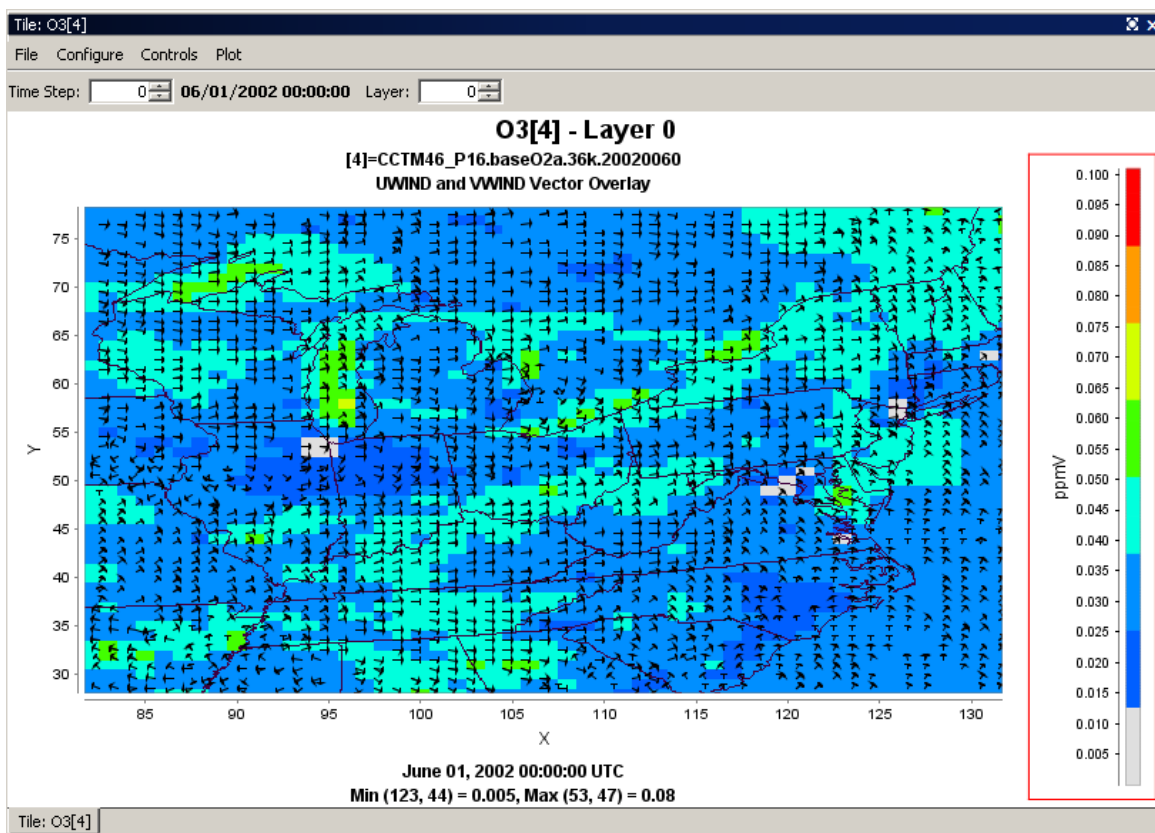 Tile: O3[4]
File Configure Controls Plot
Time Step: 0 06/01/2002 00:00:00 Layer: 0
O3[4] - Layer 0
[4]=CCTM46_P16.baseO2a.36k.20020060
UWIND and VWIND Vector Overlay
75
70
65
60
55
50
45
40
35
30
Y
85 90 95 100 105 110 115 120 125 130
X
0.100
0.095
0.090
0.085
0.080
0.075
0.070
0.065
0.060
0.055
0.050
0.045
0.040
0.035
0.030
0.025
0.020
0.015
0.010
0.005
ppmV
June 01, 2002 00:00:00 UTC
Min (123, 44) = 0.005, Max (53, 47) = 0.08
Tile: O3[4]